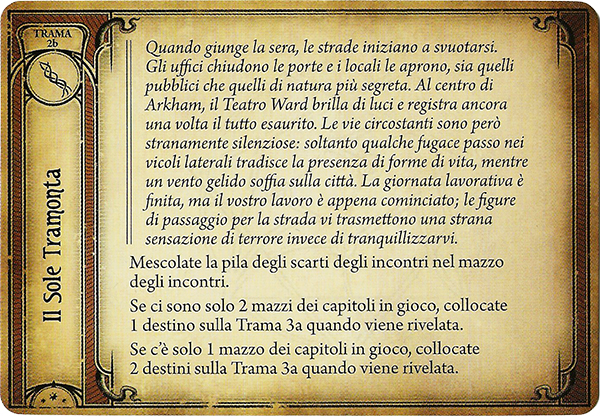 TRAMA
2b
Il Sole Tramonta
Quando giunge la sera, le strade iniziano a svuotarsi.
Gli uffici chiudono le porte e i locali le aprono, sia quelli
pubblici che quelli di natura più segreta. Al centro di
Arkham, il Teatro Ward brilla di luci e registra ancora
una volta il tutto esaurito. Le vie circostanti sono però
stranamente silenziose: soltanto qualche fugace passo nei
vicoli laterali tradisce la presenza di forme di vita, mentre
un vento gelido soffia sulla città. La giornata lavorativa è
finita, ma il vostro lavoro è appena cominciato; le figure
di passaggio per la strada vi trasmettono una strana
sensazione di terrore invece di tranquillizzarvi.
Mescolate la pila degli scarti degli incontri nel mazzo
degli incontri.
Se ci sono solo 2 mazzi dei capitoli in gioco, collocate
1 destino sulla Trama 3a quando viene rivelata.
Se c'è solo 1 mazzo dei capitoli in gioco, collocate
2 destini sulla Trama 3a quando viene rivelata.